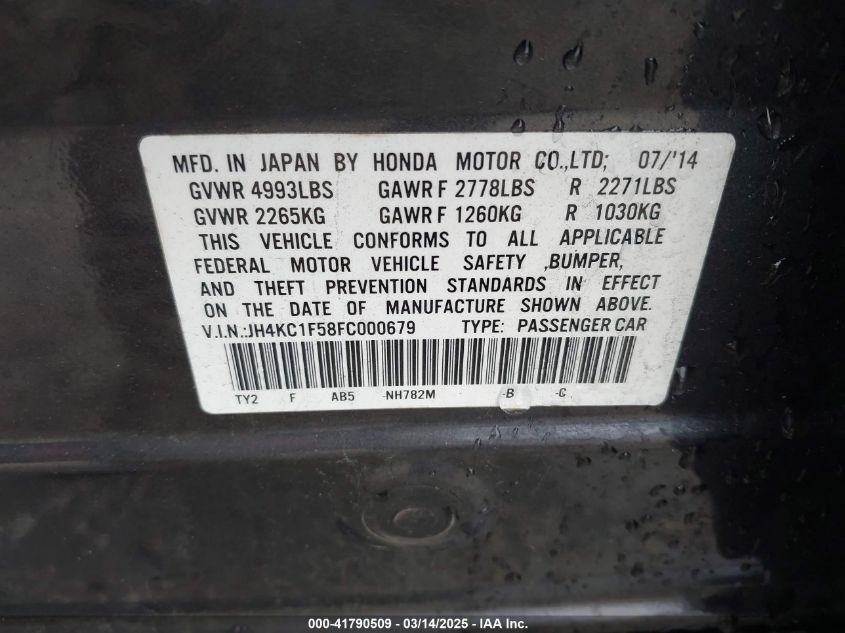 MFD. IN JAPAN BY HONDA MOTOR CO.,LTD; 07/'14
GVWR 4993LBS GAWR F 2778LBS R 2271LBS
GVWR 2265KG GAWR F 1260KG R 1030KG
THIS VEHICLE CONFORMS TO ALL APPLICABLE
FEDERAL MOTOR VEHICLE SAFETY ,BUMPER,
AND THEFT PREVENTION STANDARDS IN EFFECT
ON THE DATE OF MANUFACTURE SHOWN ABOVE.
V.I.N.:JH4KC1F58FC000679 TYPE: PASSENGER CAR
TY2 F AB5 -NH782M -B -C
000-41790509 — 03/14/2025 — IAA Inc.